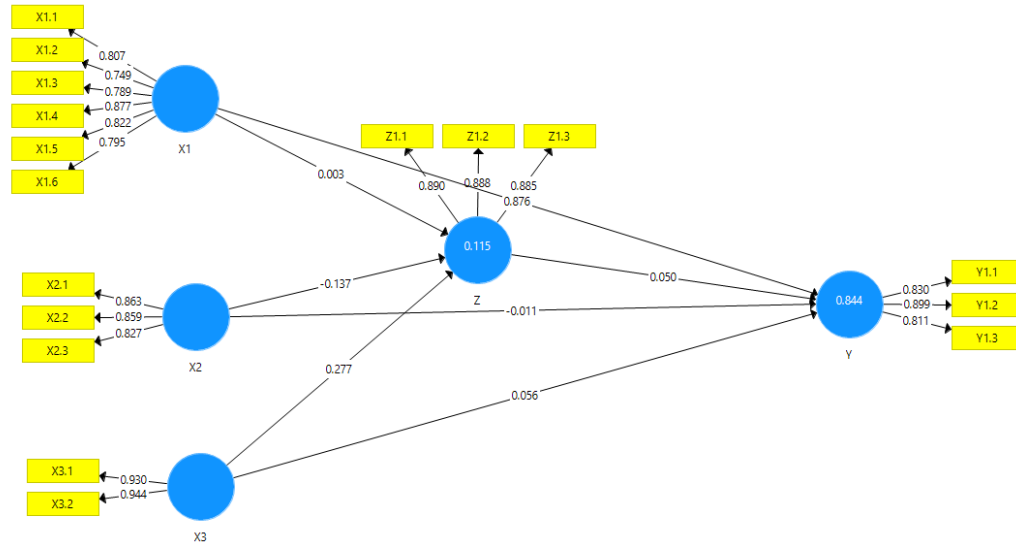 X1.1
X1.2
X1.3
X1.4
X1.5
X1.6
0.807
0.749
0.789
0.877
0.822
0.795
X1
Z1.1
Z1.2
Z1.3
0.890
0.888
0.885
0.876
0.003
0.115
Z
-0.137
0.050
-0.011
0.277
0.056
X2.1
X2.2
X2.3
0.863
0.859
0.827
X2
0.844
Y
0.830
0.899
0.811
Y1.1
Y1.2
Y1.3
X3.1
X3.2
0.930
0.944
X3